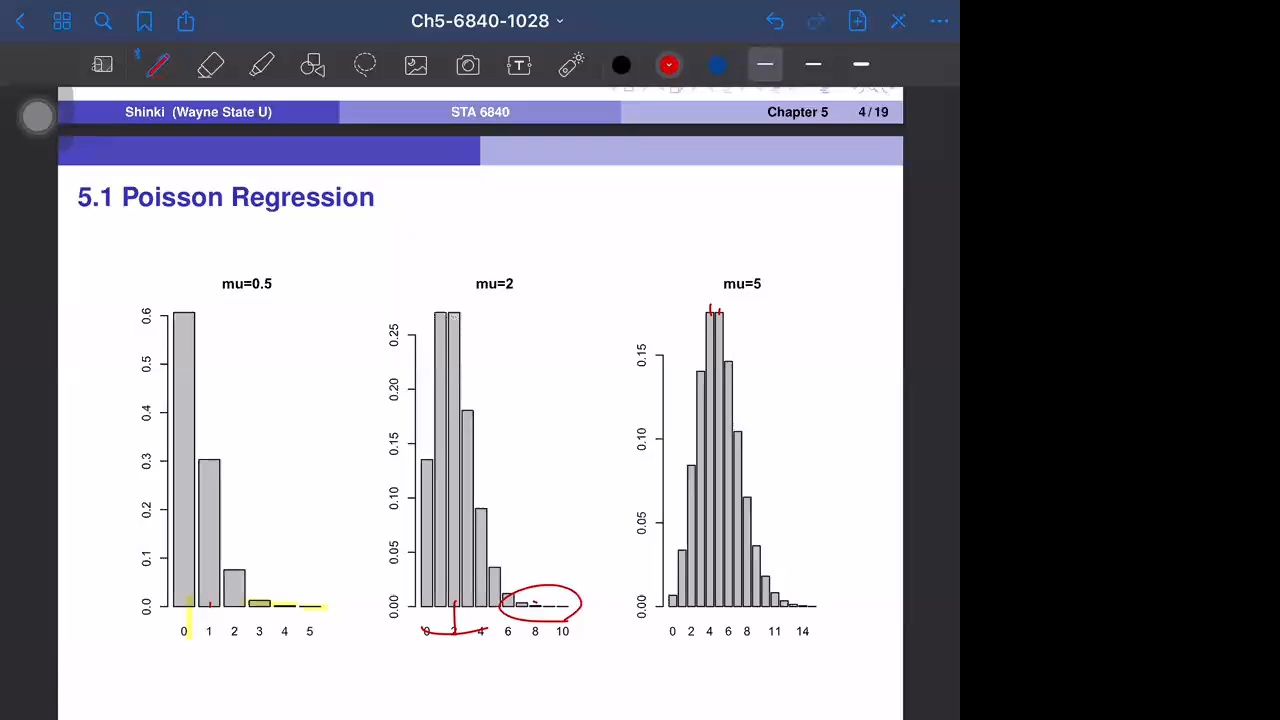 Ch5-6840-1028
T
Shinki (Wayne State U) STA 6840 Chapter 5 4 / 19
5.1 Poisson Regression
mu=0.5
0.6
0.5
0.4
0.3
0.2
0.1
0.0
0 1 2 3 4 5
mu=2
0.25
0.20
0.15
0.10
0.05
0.00
0 2 4 6 8 10
mu=5
0.15
0.10
0.05
0.00
0 2 4 6 8 11 14